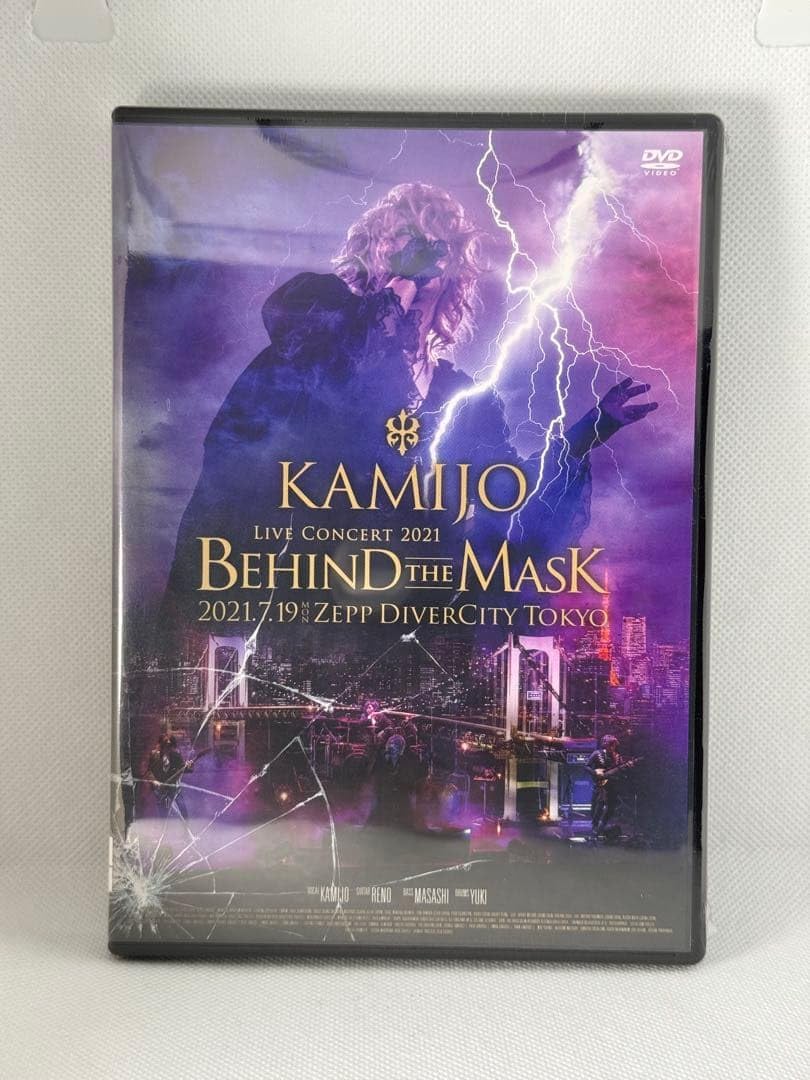 DVD
VIDEO
KAMIJO
LIVE CONCERT 2021
BEHIND THE MASK
2021.7.19 MON ZEPP DIVERCITY TOKYO
VOCAL KAMIJO GUITAR RENO BASS MASASHI DRUMS YUKI